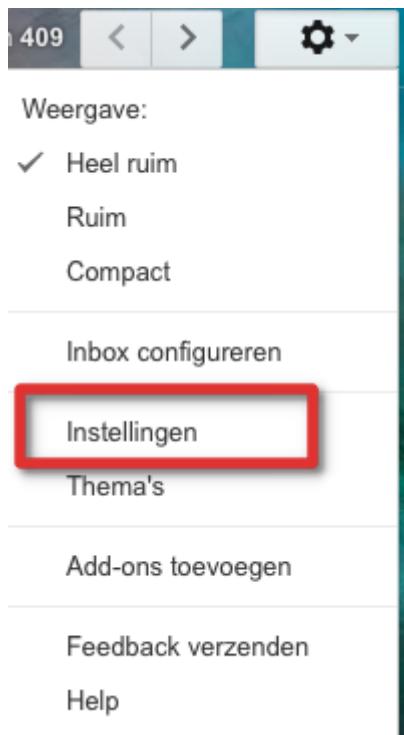 409
Weergave:
Heel ruim
Ruim
Compact
Inbox configureren
Instellingen
Thema's
Add-ons toevoegen
Feedback verzenden
Help